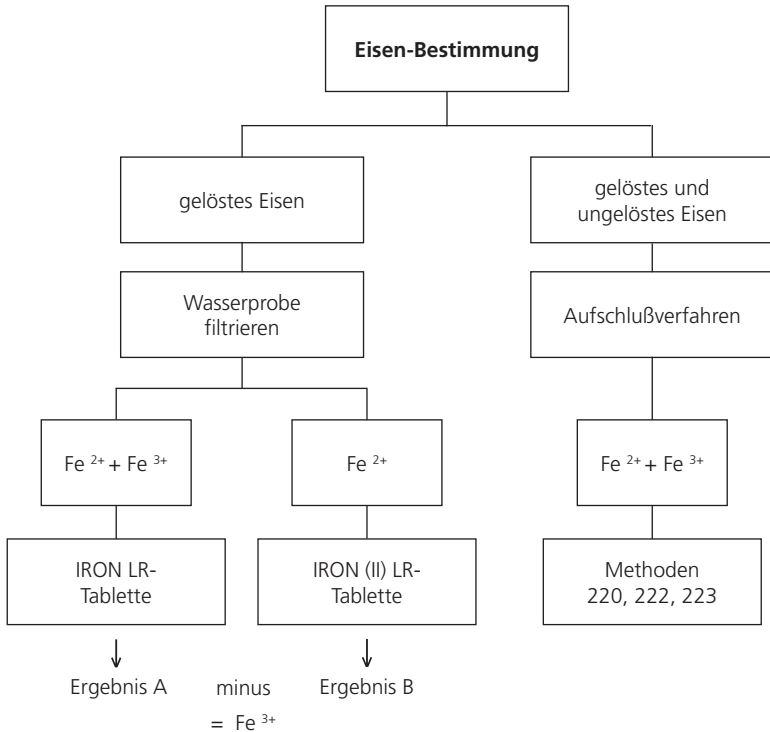 Eisen-Bestimmung
gelöstes Eisen
gelöstes und
ungelöstes Eisen
Wasserprobe
filtrieren
Aufschlußverfahren
Fe 2+ + Fe 3+
Fe 2+
Fe 2+ + Fe 3+
IRON LR-
Tablette
IRON (II) LR-
Tablette
Methoden
220, 222, 223
Ergebnis A minus Ergebnis B
= Fe 3+